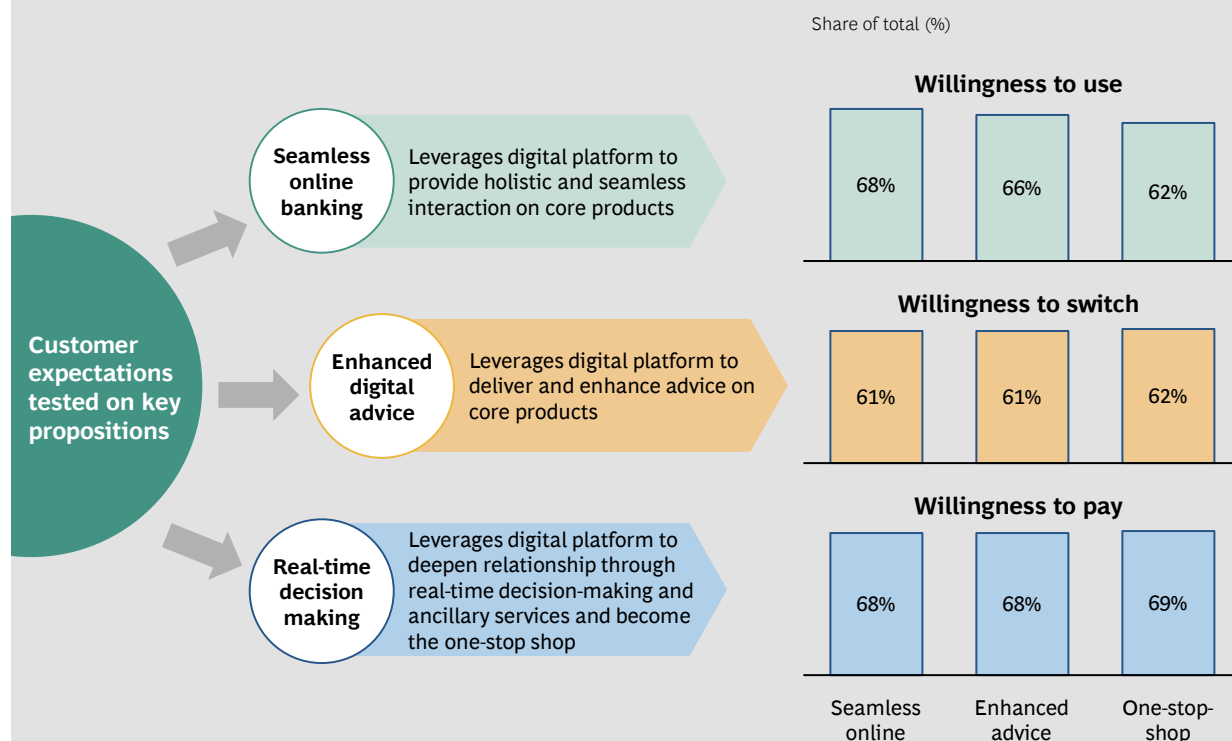 Share of total (%)
Customer
expectations
tested on key
propositions
Seamless
online
banking
Leverages digital platform to
provide holistic and seamless
interaction on core products
Enhanced
digital
advice
Leverages digital platform to
deliver and enhance advice on
core products
Real-time
decision
making
Leverages digital platform to
deepen relationship through
real-time decision-making and
ancillary services and become
the one-stop shop
Willingness to use
68%
66%
62%
Willingness to switch
61%
61%
62%
Willingness to pay
68%
68%
69%
Seamless
online
Enhanced
advice
One-stop-
shop